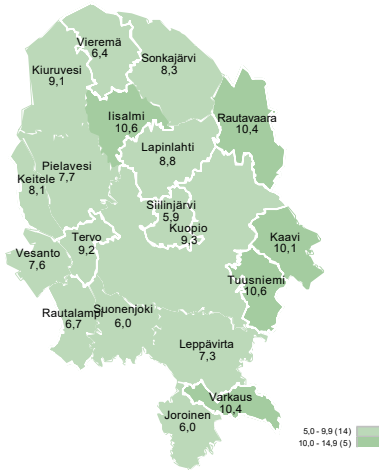 Vieremä
6,4
Sonkajärvi
8,3
Kiuruvesi
9,1
Iisalmi
10,6
Rautavaara
10,4
Lapinlahti
8,8
Pielavesi
7,7
Keitele
8,1
Siilinjärvi
5,9
Kuopio
9,3
Kaavi
10,1
Tervo
9,2
Vesanto
7,6
Tuusniemi
10,6
Rautalampi
6,7
Suonenjoki
6,0
Leppävirta
7,3
Varkaus
10,4
Joroinen
6,0
5,0 - 9,9 (14)
10,0 - 14,9 (5)